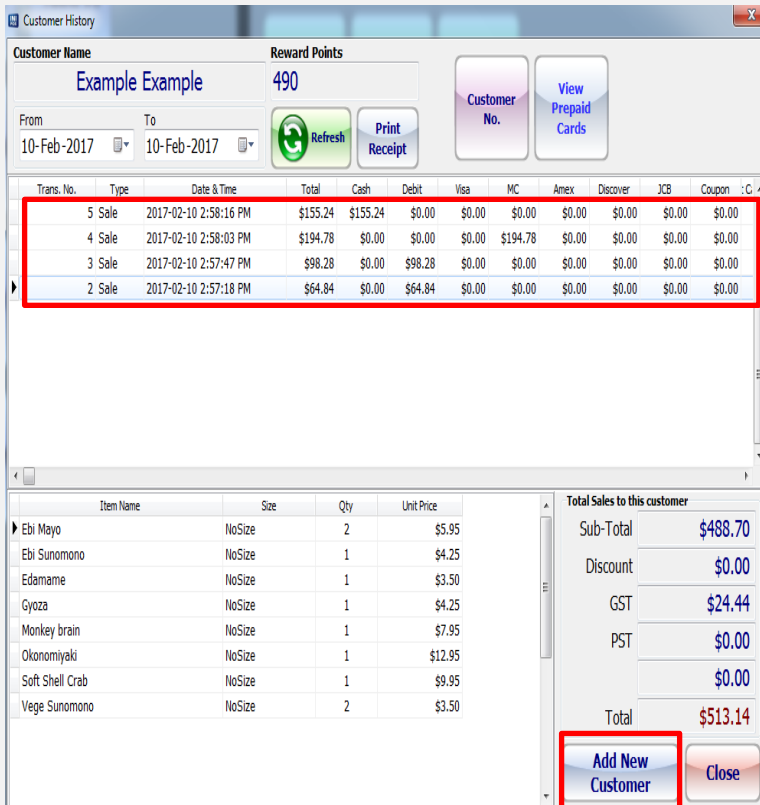 Customer History
Customer Name
Reward Points
Example Example
490
Customer No.
View Prepaid Cards
From
To
10-Feb-2017
10-Feb-2017
Refresh
Print Receipt
Trans. No. Type Date & Time Total Cash Debit Visa MC Amex Discover JCB Coupon
5 Sale 2017-02-10 2:58:16 PM $155.24 $155.24 $0.00 $0.00 $0.00 $0.00 $0.00 $0.00 $0.00
4 Sale 2017-02-10 2:58:03 PM $194.78 $0.00 $0.00 $0.00 $194.78 $0.00 $0.00 $0.00 $0.00
3 Sale 2017-02-10 2:57:47 PM $98.28 $0.00 $98.28 $0.00 $0.00 $0.00 $0.00 $0.00 $0.00
2 Sale 2017-02-10 2:57:18 PM $64.84 $0.00 $64.84 $0.00 $0.00 $0.00 $0.00 $0.00 $0.00
Item Name Size Qty Unit Price
Ebi Mayo NoSize 2 $5.95
Ebi Sunomono NoSize 1 $4.25
Edamame NoSize 1 $3.50
Gyoza NoSize 1 $4.25
Monkey brain NoSize 1 $7.95
Okonomiyaki NoSize 1 $12.95
Soft Shell Crab NoSize 1 $9.95
Vege Sunomono NoSize 2 $3.50
Total Sales to this customer
Sub-Total $488.70
Discount $0.00
GST $24.44
PST $0.00
$0.00
Total $513.14
Add New Customer
Close